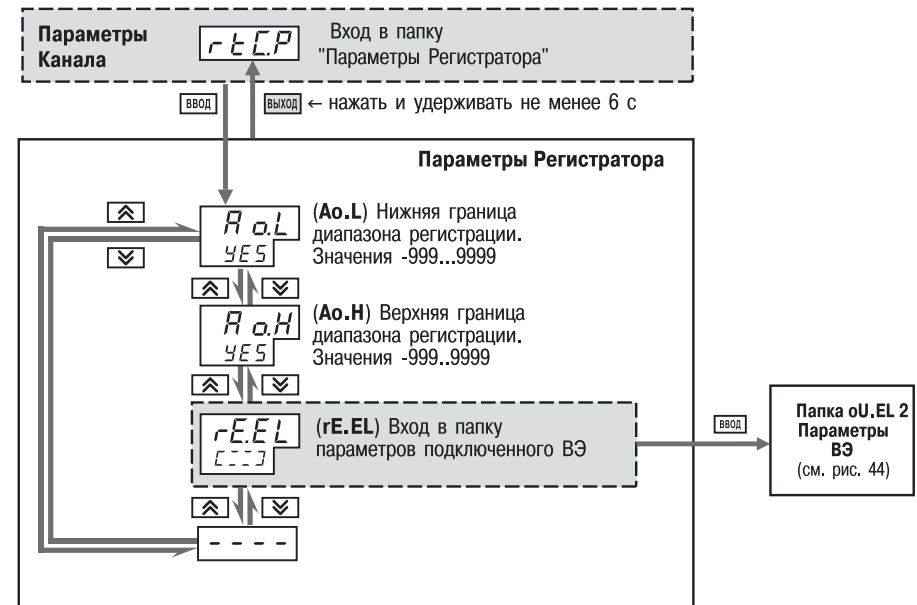 Параметры Канала
rtC.P
Вход в папку
"Параметры Регистратора"
ввод
выход ← нажать и удерживать не менее 6 с
Параметры Регистратора
A o.L
YES
(Ao.L) Нижняя граница
диапазона регистрации.
Значения -999...9999
A o.H
YES
(Ao.H) Верхняя граница
диапазона регистрации.
Значения -999..9999
rE.EL
[---]
(rE.EL) Вход в папку
параметров подключенного ВЭ
ввод
Папка oU.EL 2
Параметры
ВЭ
(см. рис. 44)
- - - -